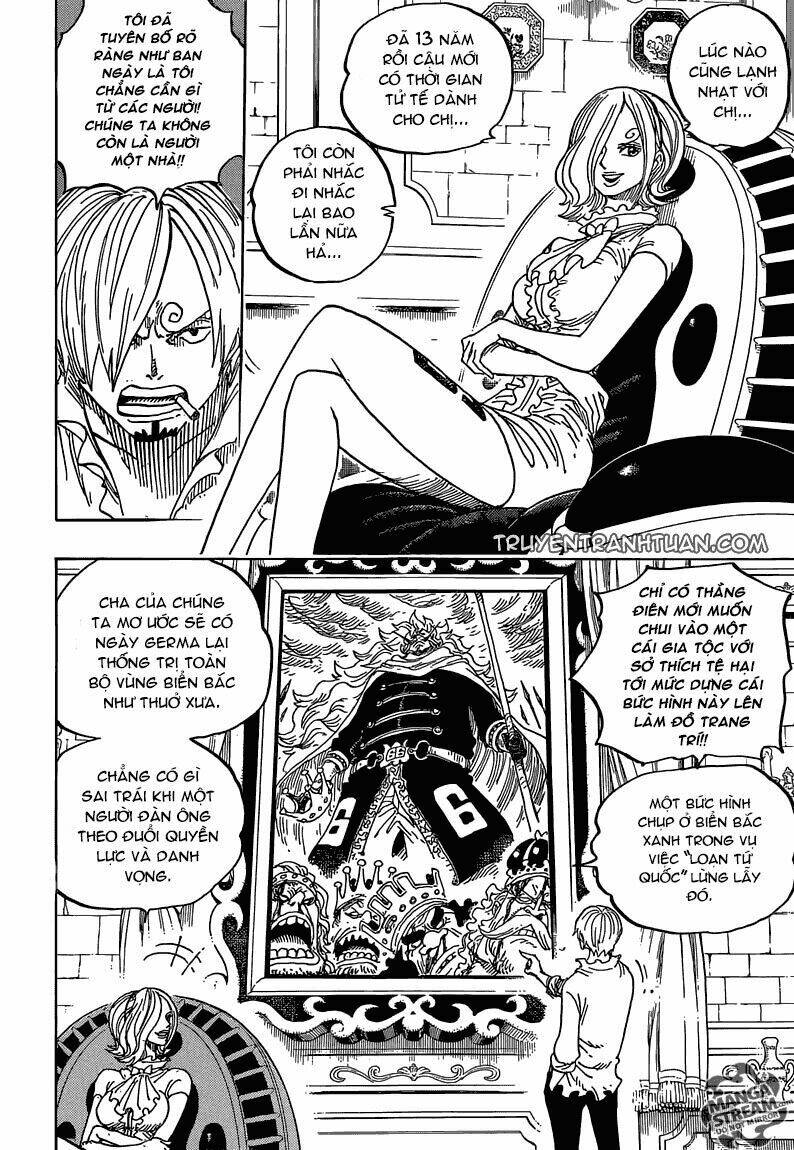 LÚC NÀO
CŨNG LẠNH
NHẠT VỚI
CHỊ...
ĐÃ 13 NĂM
RỒI CẬU MỚI
CÓ THỜI GIAN
TỬ TẾ DÀNH
CHO CHỊ...
TÔI CÒN
PHẢI NHẮC
ĐI NHẮC
LẠI BAO
LẦN NỮA
HẢ...
TÔI ĐÃ
TUYÊN BỐ RÕ
RÀNG NHƯ BAN
NGÀY LÀ TÔI
CHẲNG CẦN GÌ
TỪ CÁC NGƯỜI!
CHÚNG TA KHÔNG
CÒN LÀ NGƯỜI
MỘT NHÀ!!
TRUYENTRANHTUAN.COM
CHỈ CÓ THẰNG
ĐIÊN MỚI MUỐN
CHUI VÀO MỘT
CÁI GIA TỘC VỚI
SỞ THÍCH TỆ HẠI
TỚI MỨC DỰNG CÁI
BỨC HÌNH NÀY LÊN
LÀM ĐỒ TRANG
TRÍ!!
MỘT BỨC HÌNH
CHỤP Ở BIỂN BẮC
XANH TRONG VỤ
VIỆC "LOẠN TỨ
QUỐC" LỪNG LẪY
ĐÓ.
CHA CỦA CHÚNG
TA MƠ ƯỚC SẼ CÓ
NGÀY GERMA LẠI
THỐNG TRỊ TOÀN
BỘ VÙNG BIỂN BẮC
NHƯ THUỞ XƯA.
CHẲNG CÓ GÌ
SAI TRÁI KHI MỘT
NGƯỜI ĐÀN ÔNG
THEO ĐUỔI QUYỀN
LỰC VÀ DANH
VỌNG.
6 6
MANGA
STREAM.COM
DO NOT MIRROR